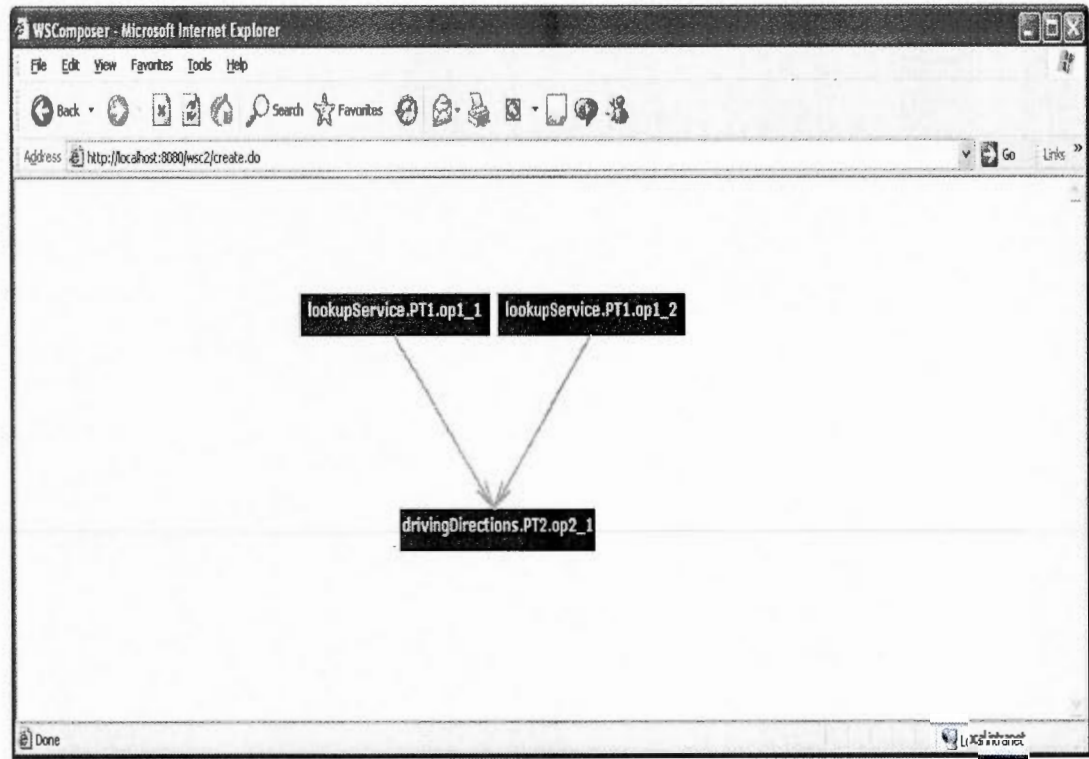 WSComposer - Microsoft Internet Explorer
File Edit View Favorites Tools Help
Back Search Favorites
Address http://localhost:8080/wsc2/create.do Go Links »
lookupService.PT1.op1_1 lookupService.PT1.op1_2
drivingDirections.PT2.op2_1
Done